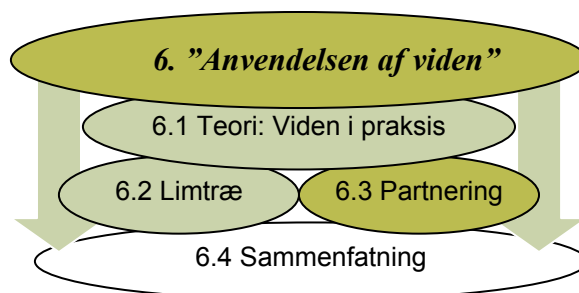 6. ”Anvendelsen af viden”
6.1 Teori: Viden i praksis
6.2 Limtræ
6.3 Partnering
6.4 Sammenfatning